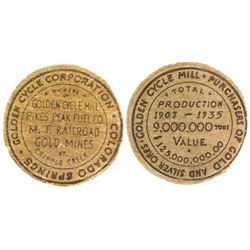 GOLDEN CYCLE CORPORATION
COLORADO SPRINGS
OWNERS
OF
GOLDEN CYCLE MILL
PIKES PEAK FUEL CO.
M.T. RAILROAD
GOLD MINES
AT
CRIPPLE CREEK
GOLDEN CYCLE MILL • PURCHASERS OF GOLD AND SILVER ORES •
TOTAL
PRODUCTION
1907 - 1935
9,000,000 TONS
VALUE
$125,000,000.00